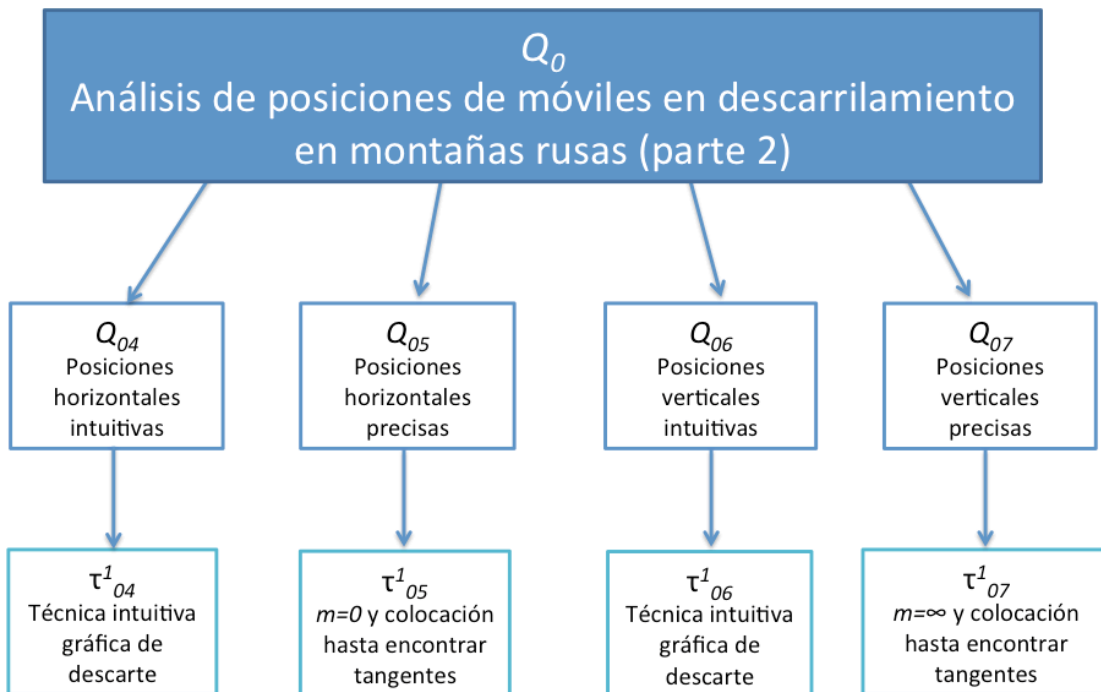 Q₀
Análisis de posiciones de móviles en descarrilamiento
en montañas rusas (parte 2)
Q₀₄
Posiciones
horizontales
intuitivas
Q₀₅
Posiciones
horizontales
precisas
Q₀₆
Posiciones
verticales
intuitivas
Q₀₇
Posiciones
verticales
precisas
τ¹₀₄
Técnica intuitiva
gráfica de
descarte
τ¹₀₅
m=0 y colocación
hasta encontrar
tangentes
τ¹₀₆
Técnica intuitiva
gráfica de
descarte
τ¹₀₇
m=∞ y colocación
hasta encontrar
tangentes